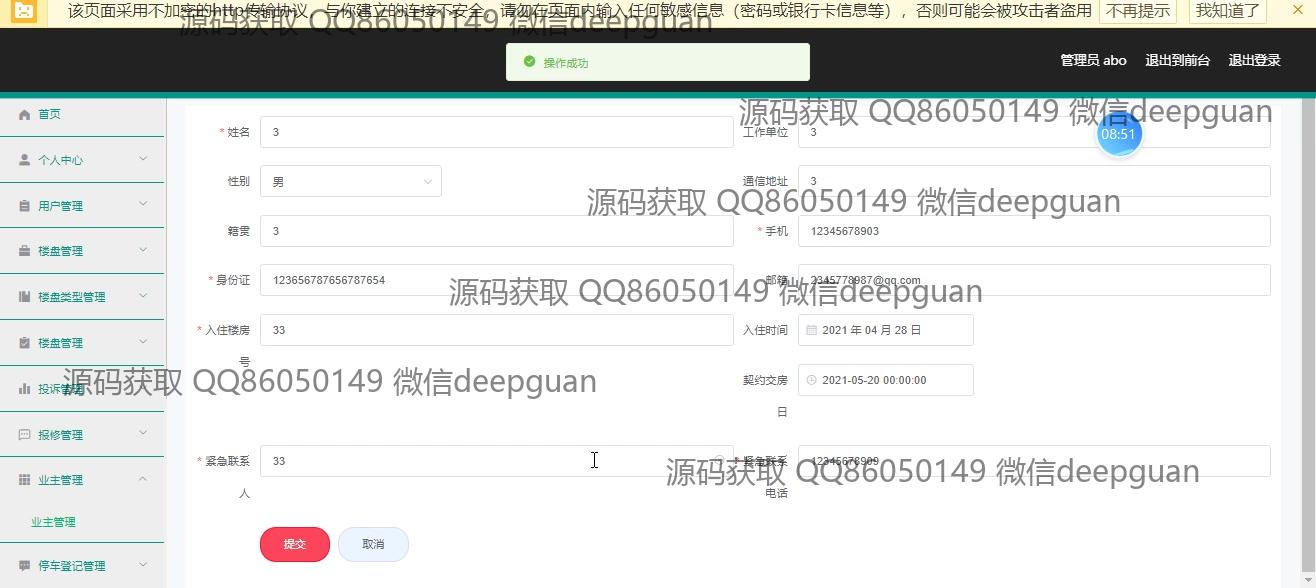 该页面采用不加密的http传输协议，与你建立的连接不安全，请勿在页面内输入任何敏感信息（密码或银行卡信息等），否则可能会被攻击者盗用 不再提示 我知道了
源码获取 QQ86050149 微信deepguan
操作成功
管理员 abo 退出到前台 退出登录
首页
个人中心
用户管理
楼盘管理
楼盘类型管理
楼盘管理
投诉管理
报修管理
业主管理
业主管理
停车登记管理
源码获取 QQ86050149 微信deepguan
* 姓名 3 工作单位 3
08:51
性别 男 通信地址 3
源码获取 QQ86050149 微信deepguan
籍贯 3 * 手机 12345678903
* 身份证 123656787656787654 邮箱 2345778987@qq.com
源码获取 QQ86050149 微信deepguan
* 入住楼房号 33 入住时间 2021 年 04 月 28 日
源码获取 QQ86050149 微信deepguan
契约交房日 2021-05-20 00:00:00
* 紧急联系人 33 * 紧急联系电话 12345678909
源码获取 QQ86050149 微信deepguan
提交 取消